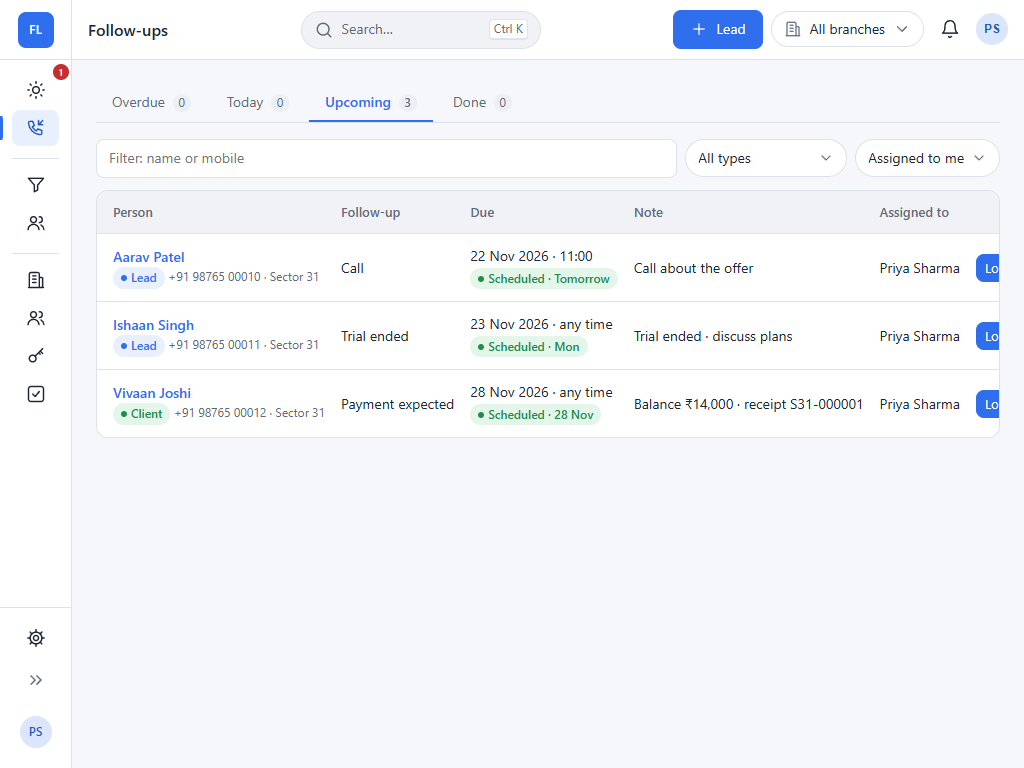 FL
Follow-ups
Search...
Ctrl K
Lead
All branches
PS
1
Overdue 0
Today 0
Upcoming 3
Done 0
Filter: name or mobile
All types
Assigned to me
Person Follow-up Due Note Assigned to
Aarav Patel
Lead +91 98765 00010 · Sector 31
Call
22 Nov 2026 · 11:00
Scheduled · Tomorrow
Call about the offer
Priya Sharma
Lo
Ishaan Singh
Lead +91 98765 00011 · Sector 31
Trial ended
23 Nov 2026 · any time
Scheduled · Mon
Trial ended · discuss plans
Priya Sharma
Lo
Vivaan Joshi
Client +91 98765 00012 · Sector 31
Payment expected
28 Nov 2026 · any time
Scheduled · 28 Nov
Balance ₹14,000 · receipt S31-000001
Priya Sharma
Lo
PS